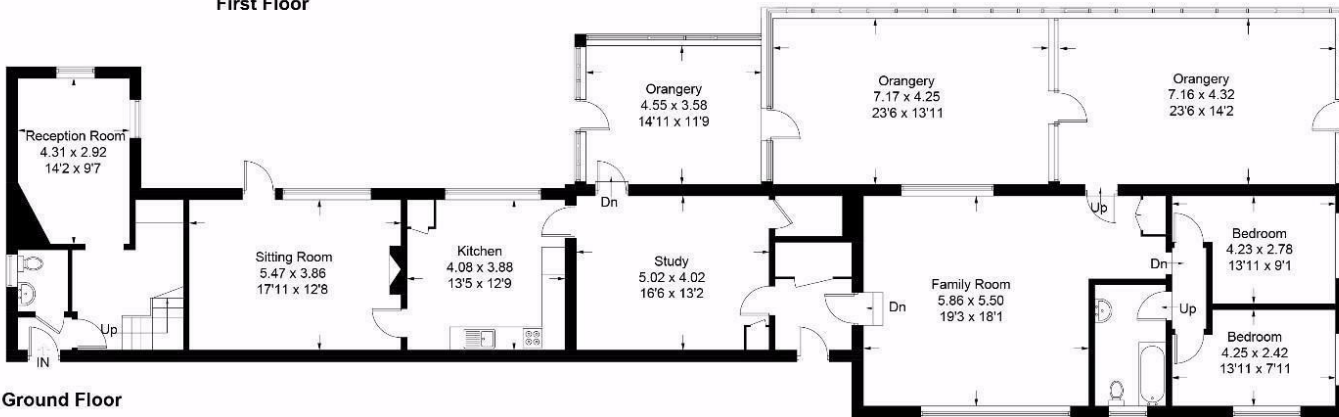 First Floor
Orangery
4.55 x 3.58
14'11 x 11'9
Orangery
7.17 x 4.25
23'6 x 13'11
Orangery
7.16 x 4.32
23'6 x 14'2
Reception Room
4.31 x 2.92
14'2 x 9'7
Dn
Up
Sitting Room
5.47 x 3.86
17'11 x 12'8
Kitchen
4.08 x 3.88
13'5 x 12'9
Study
5.02 x 4.02
16'6 x 13'2
Family Room
5.86 x 5.50
19'3 x 18'1
Dn
Dn
Up
Bedroom
4.23 x 2.78
13'11 x 9'1
Bedroom
4.25 x 2.42
13'11 x 7'11
Up
IN
Ground Floor